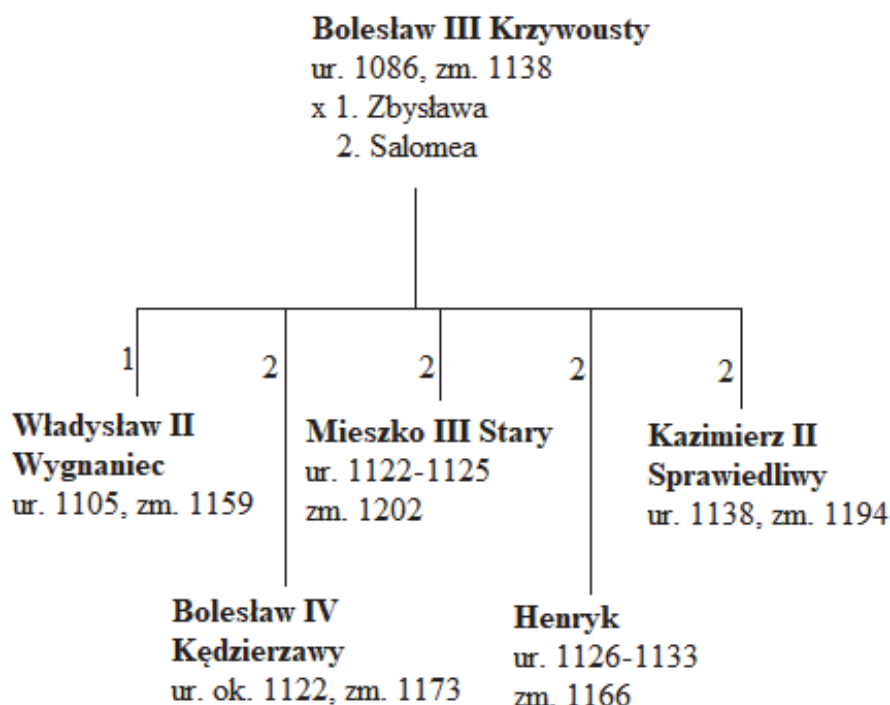 Bolesław III Krzywousty
ur. 1086, zm. 1138
x 1. Zbysława
2. Salomea
1
2
2
2
2
Władysław II
Wygnaniec
ur. 1105, zm. 1159
Mieszko III Stary
ur. 1122-1125
zm. 1202
Kazimierz II
Sprawiedliwy
ur. 1138, zm. 1194
Bolesław IV
Kędzierzawy
ur. ok. 1122, zm. 1173
Henryk
ur. 1126-1133
zm. 1166